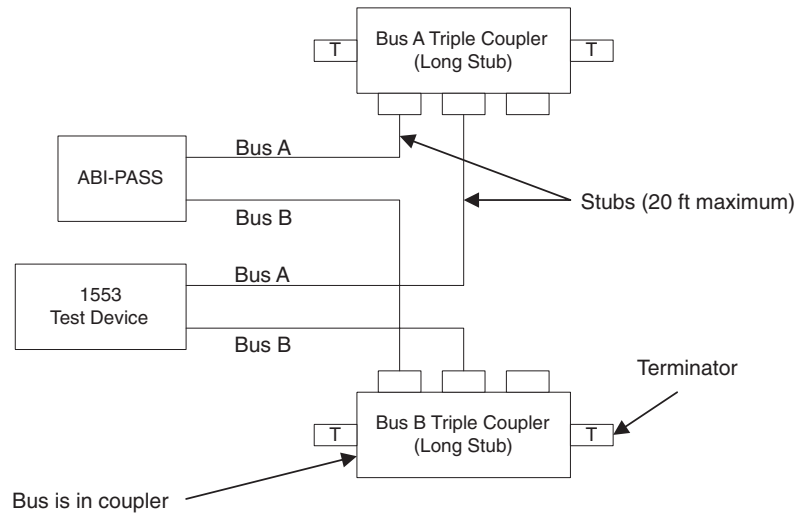 Bus A Triple Coupler
(Long Stub)
T
T
Bus A
ABI-PASS
Bus B
Stubs (20 ft maximum)
Bus A
1553
Test Device
Bus B
Terminator
Bus B Triple Coupler
(Long Stub)
T
T
Bus is in coupler